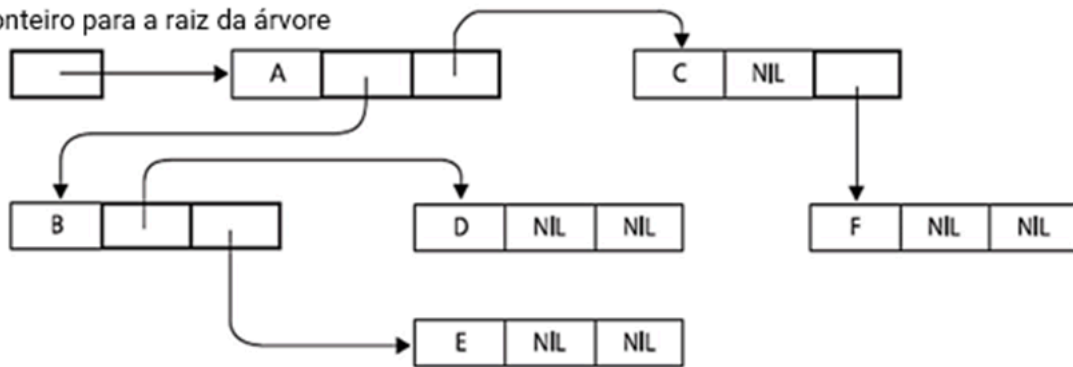 onteiro para a raiz da árvore
A
C NIL
B
D NIL NIL
F NIL NIL
E NIL NIL